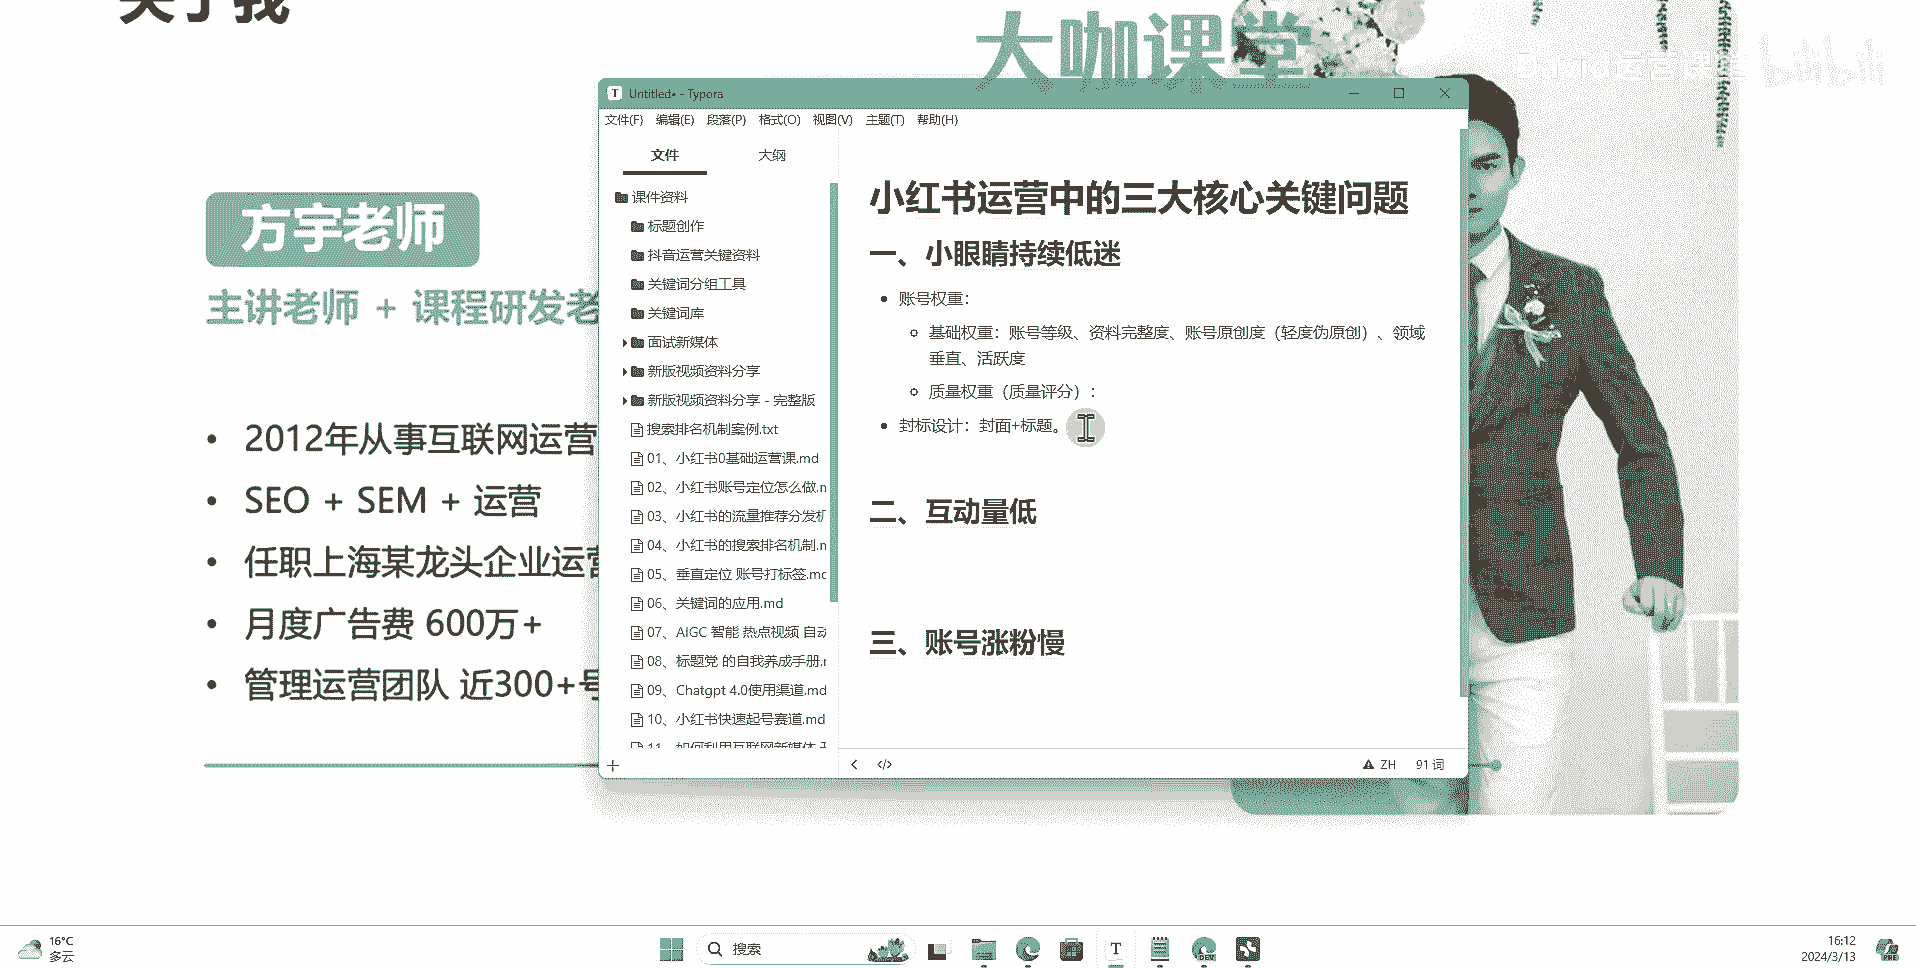 关于我
大咖课堂
运营课堂 bilibili
方宇老师
主讲老师 + 课程研发老
2012年从事互联网运营
SEO + SEM + 运营
任职上海某龙头企业运营
月度广告费 600万+
管理运营团队 近300+号
Untitled• - Typora
文件(F) 编辑(E) 段落(P) 格式(O) 视图(V) 主题(T) 帮助(H)
文件 大纲
课件资料
标题创作
抖音运营关键资料
关键词分组工具
关键词库
面试新媒体
新版视频资料分享
新版视频资料分享 - 完整版
搜索排名机制案例.txt
01、小红书0基础运营课.md
02、小红书账号定位怎么做.m
03、小红书的流量推荐分发机
04、小红书的搜索排名机制.m
05、垂直定位 账号打标签.md
06、关键词的应用.md
07、AIGC 智能 热点视频 自动
08、标题党 的自我养成手册.m
09、Chatgpt 4.0使用渠道.md
10、小红书快速起号赛道.md
11、如何利用互联网新媒体
小红书运营中的三大核心关键问题
一、小眼睛持续低迷
账号权重：
基础权重：账号等级、资料完整度、账号原创度（轻度伪原创）、领域
垂直、活跃度
质量权重（质量评分）：
封标设计：封面+标题。
二、互动量低
三、账号涨粉慢
ZH 91 词
16°C
多云
搜索
16:12
2024/3/13